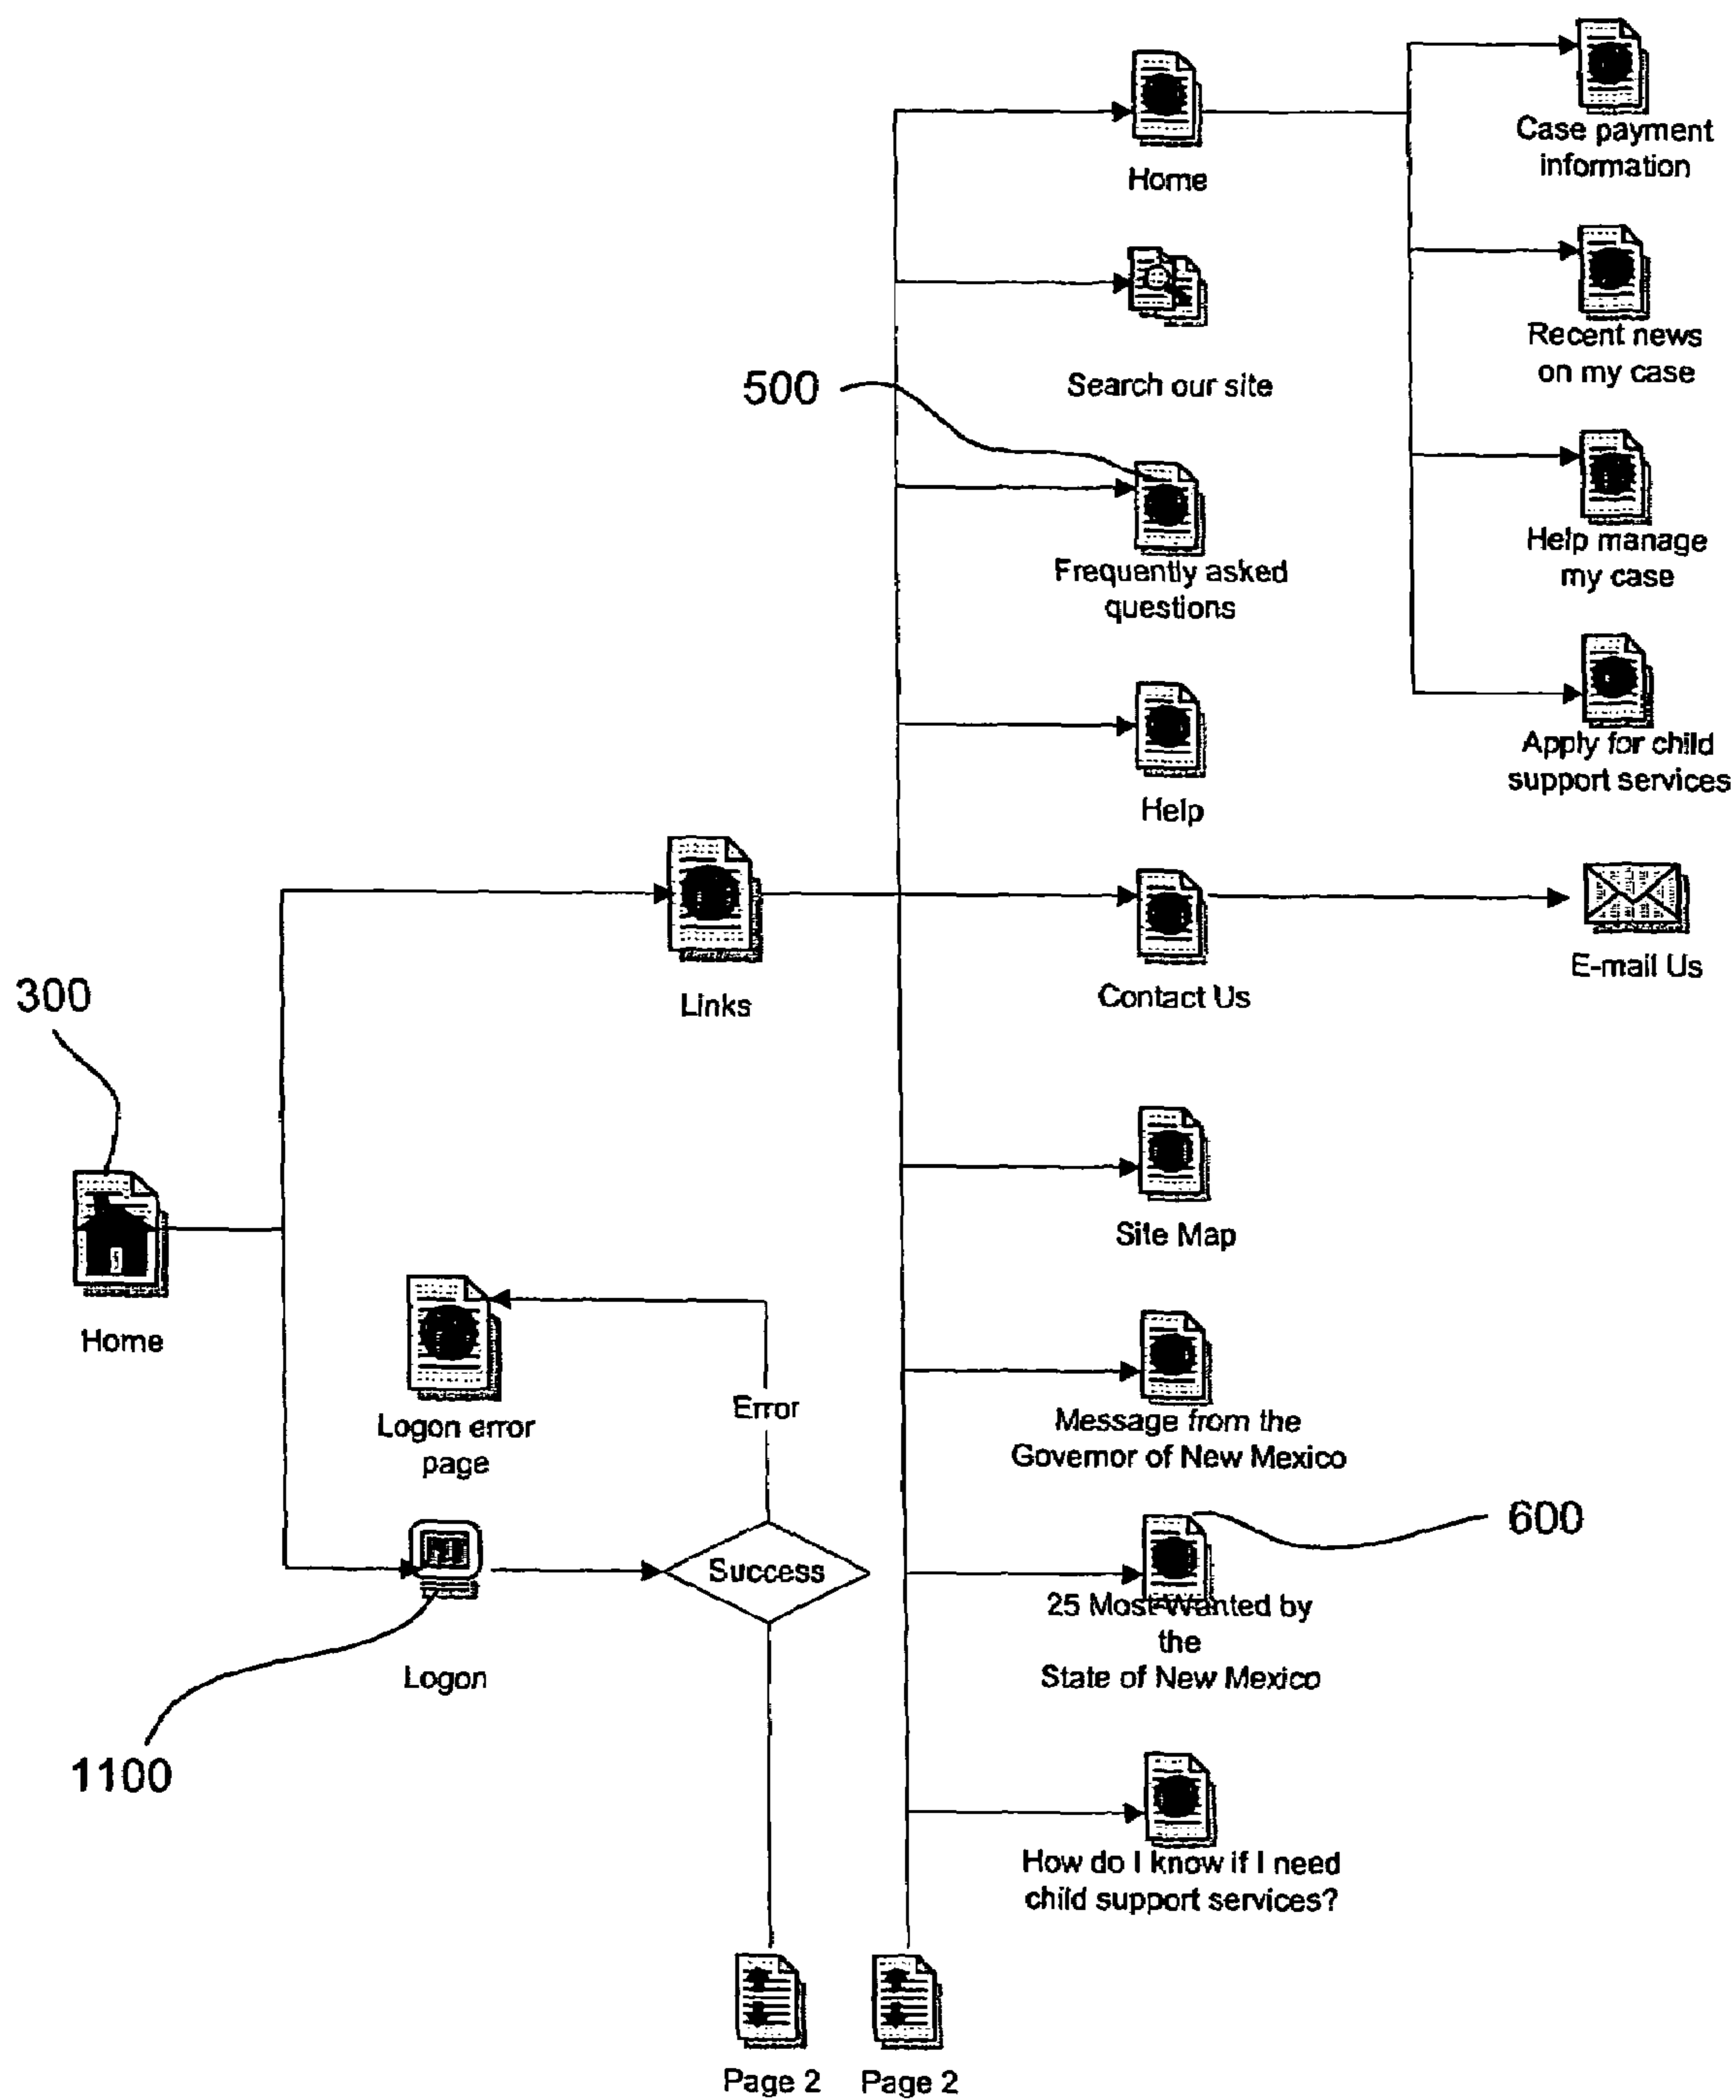 Case payment
information
Home
Recent news
on my case
500
Search our site
Help manage
my case
Frequently asked
questions
Apply for child
support services
Help
E-mail Us
300
Links
Contact Us
Site Map
Home
Logon error
page
Error
Message from the
Governor of New Mexico
600
Success
25 Most Wanted by
the
State of New Mexico
Logon
1100
How do I know if I need
child support services?
Page 2
Page 2